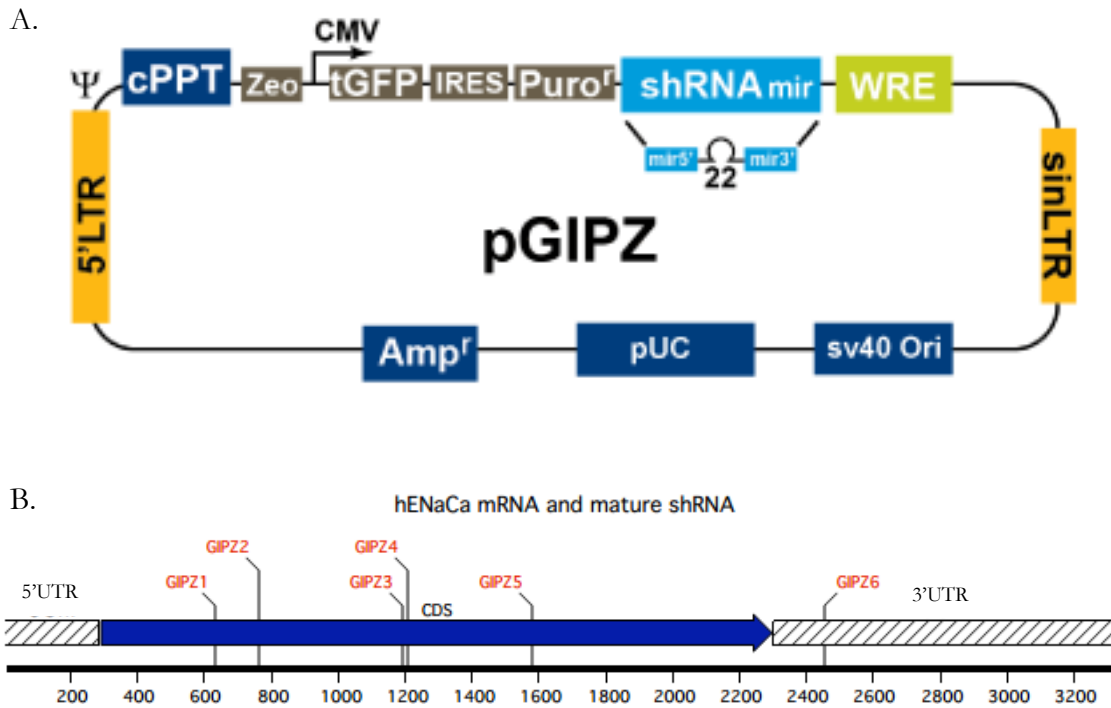 A.
CMV
Ψ cPPT Zeo tGFP IRES Puroʳ shRNA mir WRE
mir5' 22 mir3'
5'LTR
sinLTR
pGIPZ
Ampʳ pUC sv40 Ori
B.
hENaCa mRNA and mature shRNA
GIPZ2 GIPZ4
5'UTR GIPZ1 GIPZ3 GIPZ5 GIPZ6 3'UTR
CDS
200 400 600 800 1000 1200 1400 1600 1800 2000 2200 2400 2600 2800 3000 3200